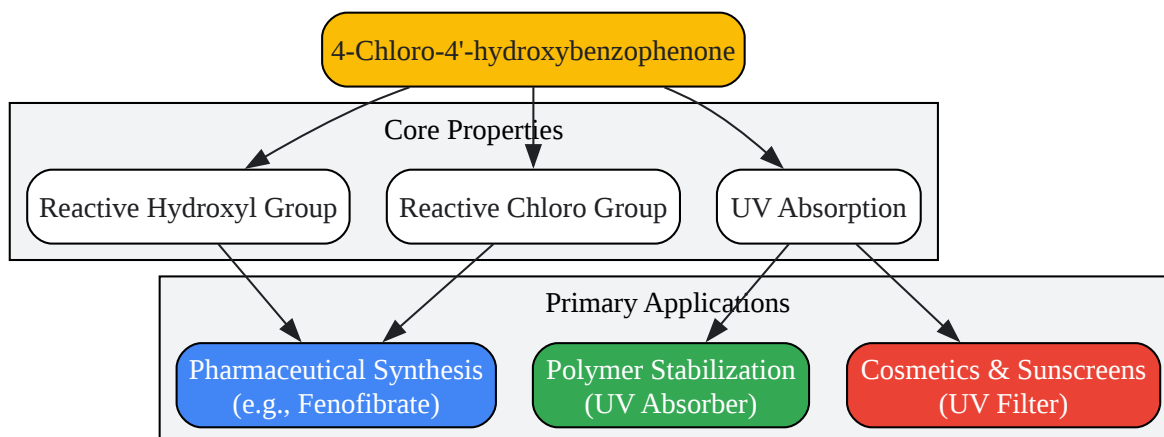 4-Chloro-4'-hydroxybenzophenone
Core Properties
Reactive Hydroxyl Group
Reactive Chloro Group
UV Absorption
Primary Applications
Pharmaceutical Synthesis
(e.g., Fenofibrate)
Polymer Stabilization
(UV Absorber)
Cosmetics & Sunscreens
(UV Filter)